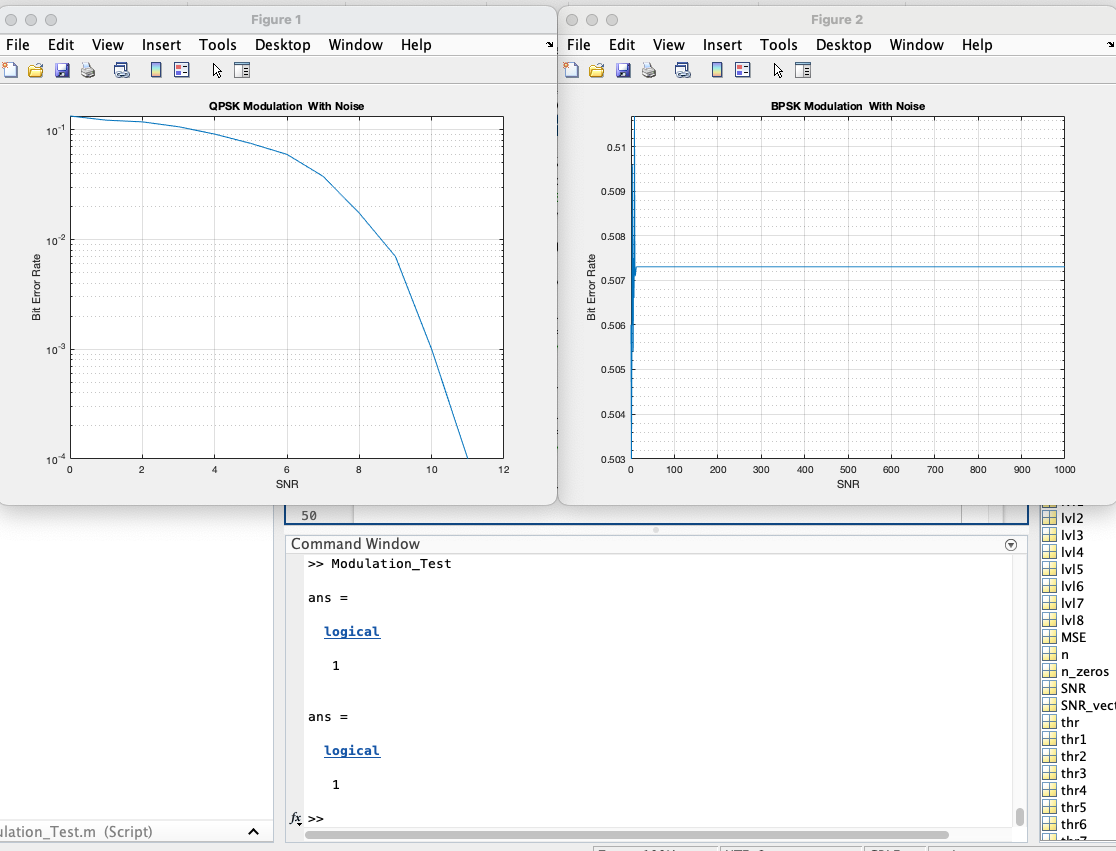 Figure 1
File Edit View Insert Tools Desktop Window Help
QPSK Modulation With Noise
10-1
10-2
10-3
10-4
Bit Error Rate
0 2 4 6 8 10 12
SNR
Figure 2
File Edit View Insert Tools Desktop Window Help
BPSK Modulation With Noise
0.51
0.509
0.508
0.507
0.506
0.505
0.504
0.503
Bit Error Rate
0 100 200 300 400 500 600 700 800 900 1000
SNR
50
Command Window
>> Modulation_Test
ans =
logical
1
ans =
logical
1
fx >>
ulation_Test.m (Script)
lvl2
lvl3
lvl4
lvl5
lvl6
lvl7
lvl8
MSE
n
n_zeros
SNR
SNR_vect
thr
thr1
thr2
thr3
thr4
thr5
thr6